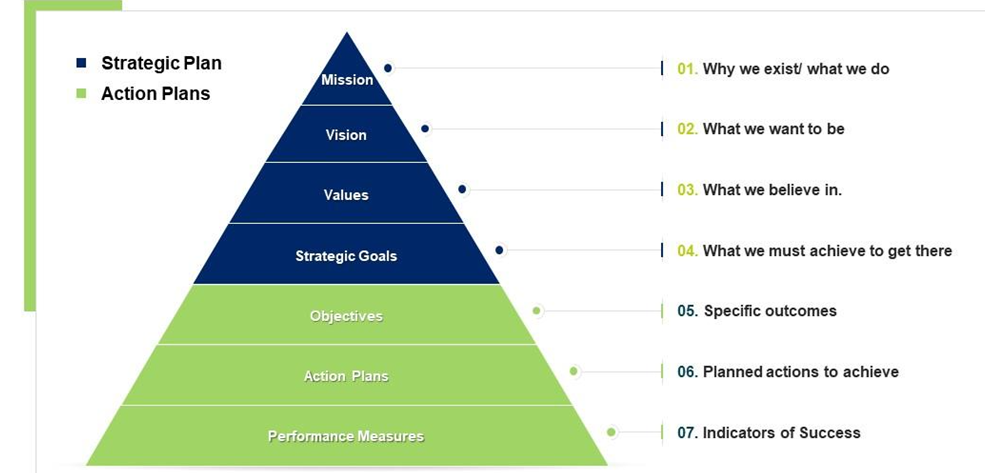 Strategic Plan
Action Plans
Mission
01. Why we exist/ what we do
Vision
02. What we want to be
Values
03. What we believe in.
Strategic Goals
04. What we must achieve to get there
Objectives
05. Specific outcomes
Action Plans
06. Planned actions to achieve
Performance Measures
07. Indicators of Success